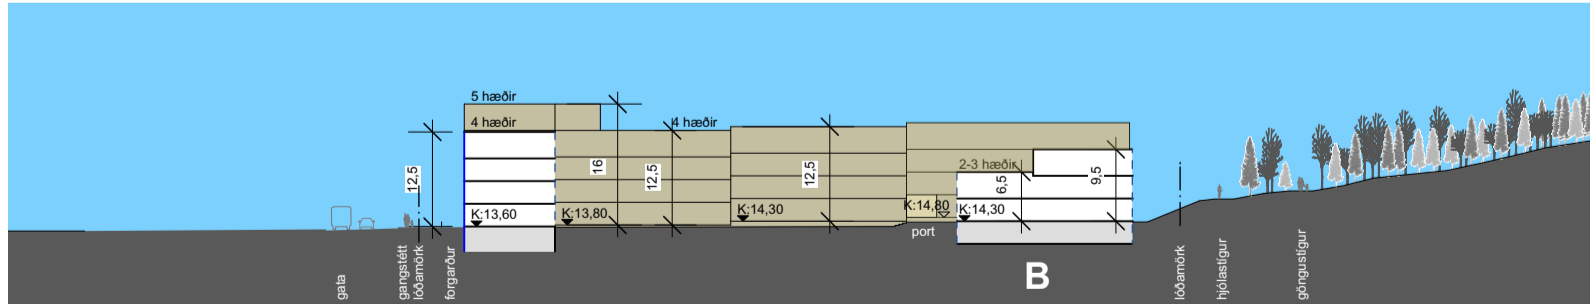 5 hæðir
4 hæðir
4 hæðir
2-3 hæðir
12,5
16
12,5
12,5
6,5
9,5
K:13,60
K:13,80
K:14,30
K:14,80
K:14,30
port
B
gata
gangstétt
lóðamörk
forgarður
lóðamörk
hjólastígur
göngustígur